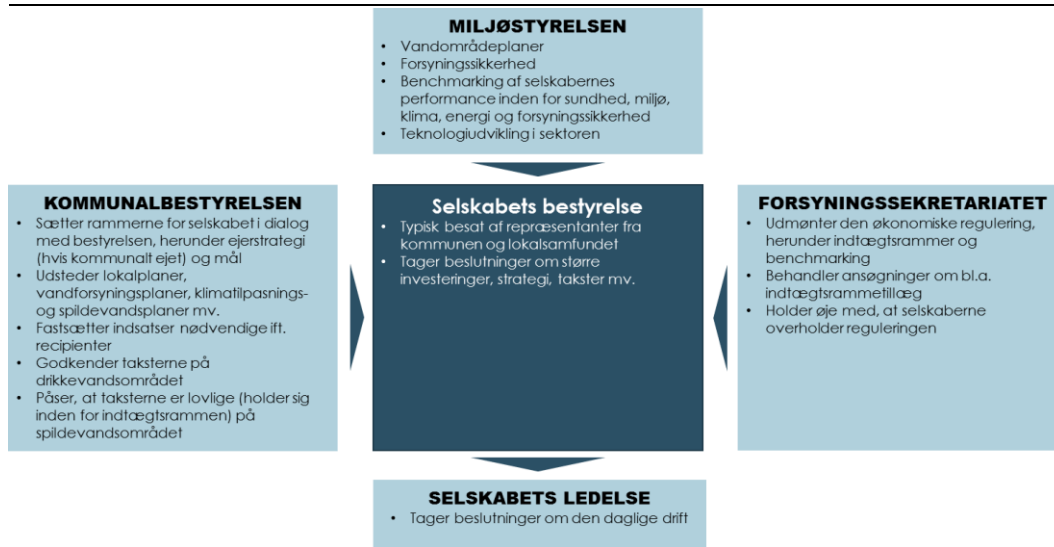 MILJØSTYRELSEN
• Vandområdeplaner
• Forsyningssikkerhed
• Benchmarking af selskabernes
performance inden for sundhed, miljø,
klima, energi og forsyningssikkerhed
• Teknologiudvikling i sektoren
KOMMUNALBESTYRELSEN
• Sætter rammerne for selskabet i dialog
med bestyrelsen, herunder ejerstrategi
(hvis kommunalt ejet) og mål
• Udsteder lokalplaner,
vandforsyningsplaner, klimatilpasnings-
og spildevandsplaner mv.
• Fastsætter indsatser nødvendige ift.
recipienter
• Godkender taksterne på
drikkevandsområdet
• Påser, at taksterne er lovlige (holder sig
inden for indtægtsrammen) på
spildevandsområdet
Selskabets bestyrelse
• Typisk besat af repræsentanter fra
kommunen og lokalsamfundet
• Tager beslutninger om større
investeringer, strategi, takster mv.
FORSYNINGSSEKRETARIATET
• Udmønter den økonomiske regulering,
herunder indtægtsrammer og
benchmarking
• Behandler ansøgninger om bl.a.
indtægtsrammetillæg
• Holder øje med, at selskaberne
overholder reguleringen
SELSKABETS LEDELSE
• Tager beslutninger om den daglige drift